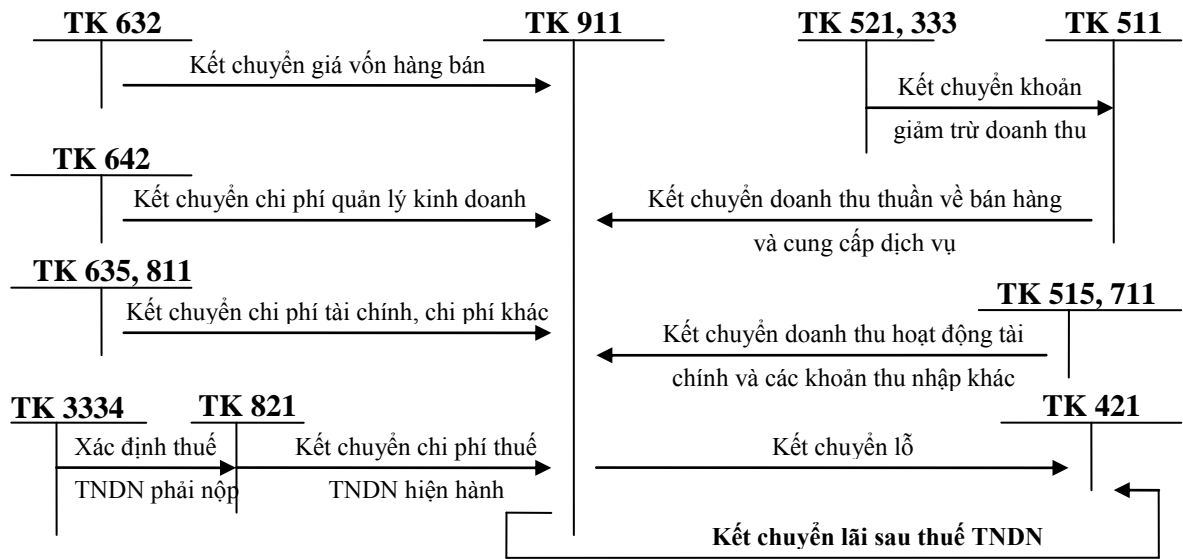 TK 632
TK 911
TK 521, 333
TK 511
Kết chuyển giá vốn hàng bán
Kết chuyển khoản
giảm trừ doanh thu
TK 642
Kết chuyển chi phí quản lý kinh doanh
Kết chuyển doanh thu thuần về bán hàng
và cung cấp dịch vụ
TK 635, 811
Kết chuyển chi phí tài chính, chi phí khác
TK 515, 711
Kết chuyển doanh thu hoạt động tài
chính và các khoản thu nhập khác
TK 3334
TK 821
TK 421
Xác định thuế
TNDN phải nộp
Kết chuyển chi phí thuế
TNDN hiện hành
Kết chuyển lỗ
Kết chuyển lãi sau thuế TNDN